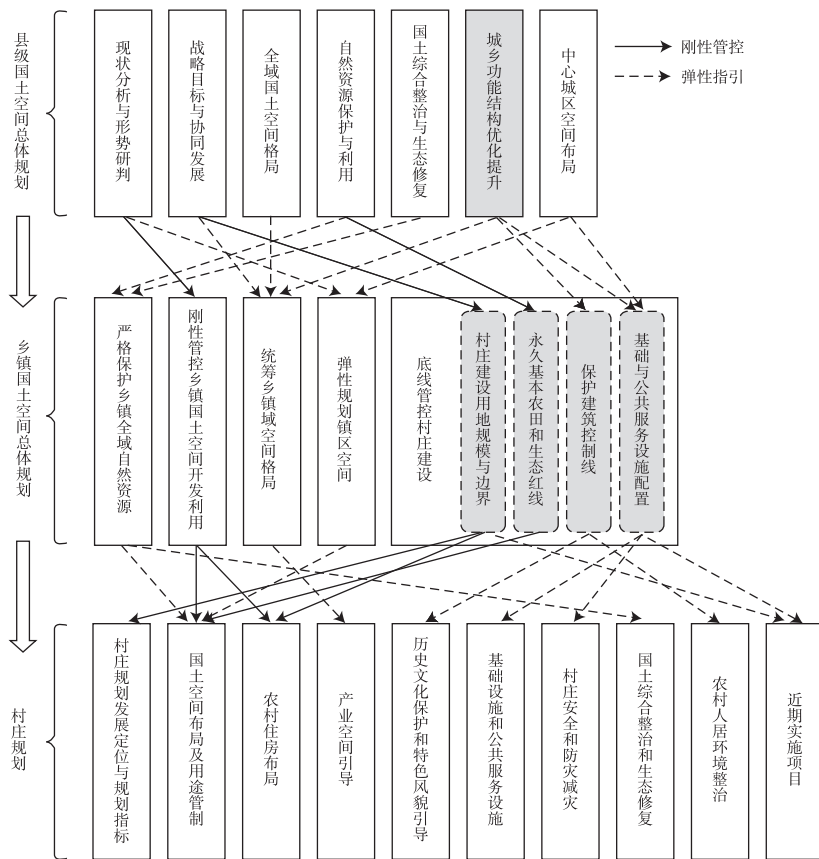 县级国土空间总体规划
现状分析与形势研判
战略目标与协同发展
全域国土空间格局
自然资源保护与利用
国土综合整治与生态修复
城乡功能结构优化提升
中心城区空间布局
刚性管控
弹性指引
乡镇国土空间总体规划
严格保护乡镇全域自然资源
刚性管控乡镇国土空间开发利用
统筹乡镇域空间格局
弹性规划镇区空间
底线管控村庄建设
村庄建设用地规模与边界
永久基本农田和生态红线
保护建筑控制线
基础与公共服务设施配置
村庄规划
村庄规划发展定位与规划指标
国土空间布局及用途管制
农村住房布局
产业空间引导
历史文化保护和特色风貌引导
基础设施和公共服务设施
村庄安全和防灾减灾
国土综合整治和生态修复
农村人居环境整治
近期实施项目